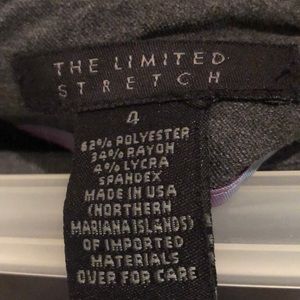 THE LIMITED
STRETCH
4
62% POLYESTER
34% RAYON
4% LYCRA
SPANDEX
MADE IN USA
(NORTHERN
MARIANA ISLANDS)
OF IMPORTED
MATERIALS
OVER FOR CARE